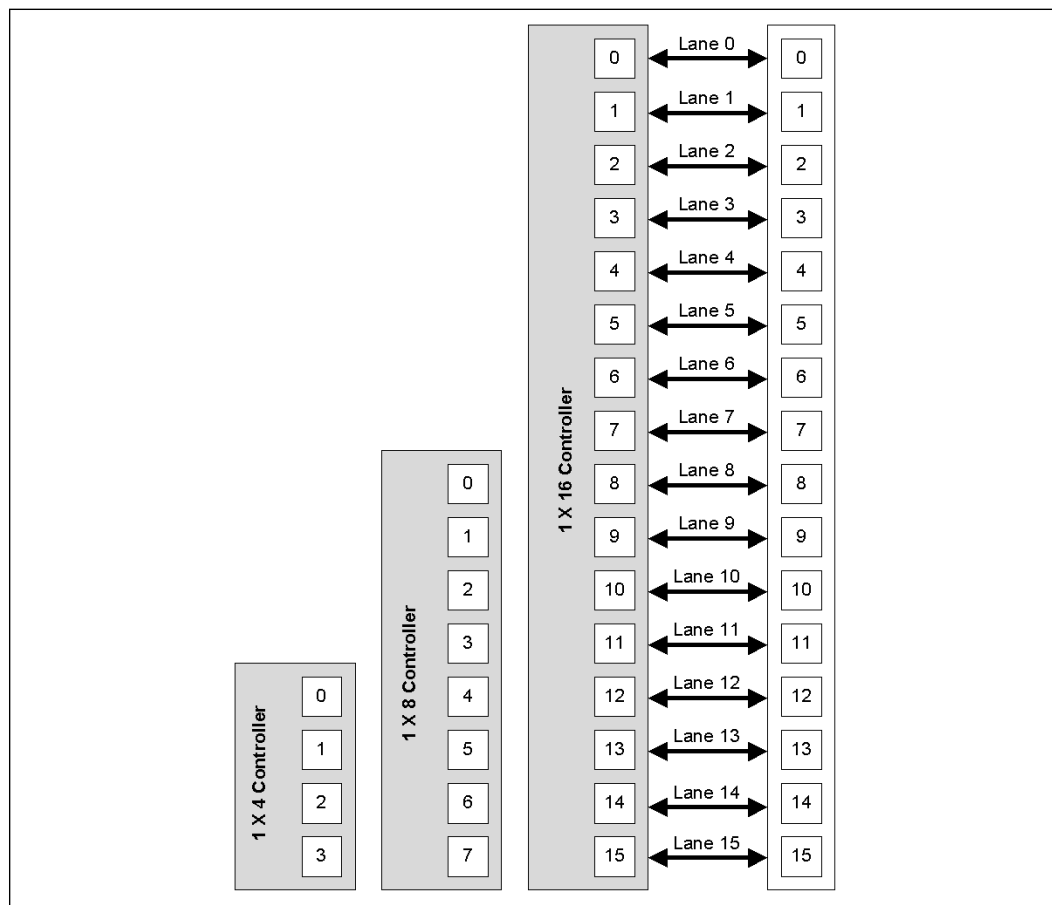 1 X 4 Controller
0
1
2
3
1 X 8 Controller
0
1
2
3
4
5
6
7
1 X 16 Controller
0 Lane 0 0
1 Lane 1 1
2 Lane 2 2
3 Lane 3 3
4 Lane 4 4
5 Lane 5 5
6 Lane 6 6
7 Lane 7 7
8 Lane 8 8
9 Lane 9 9
10 Lane 10 10
11 Lane 11 11
12 Lane 12 12
13 Lane 13 13
14 Lane 14 14
15 Lane 15 15